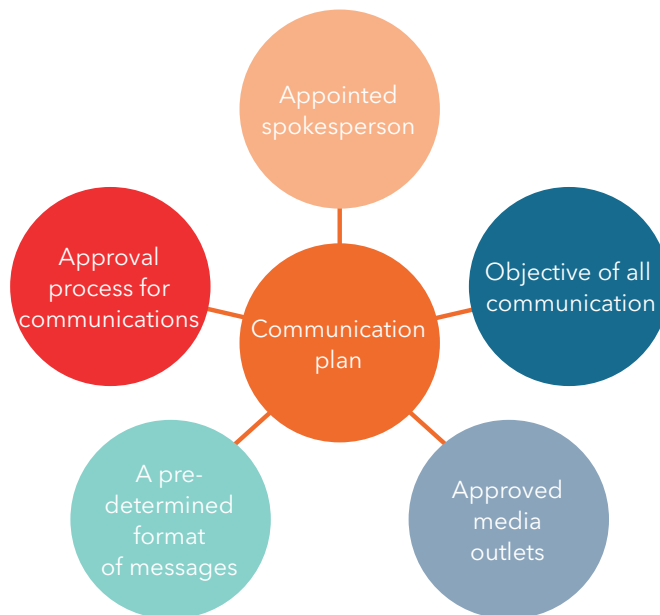 Appointed
spokesperson
Approval
process for
communications
Objective of all
communication
Communication
plan
A pre-
determined
format
of messages
Approved
media
outlets